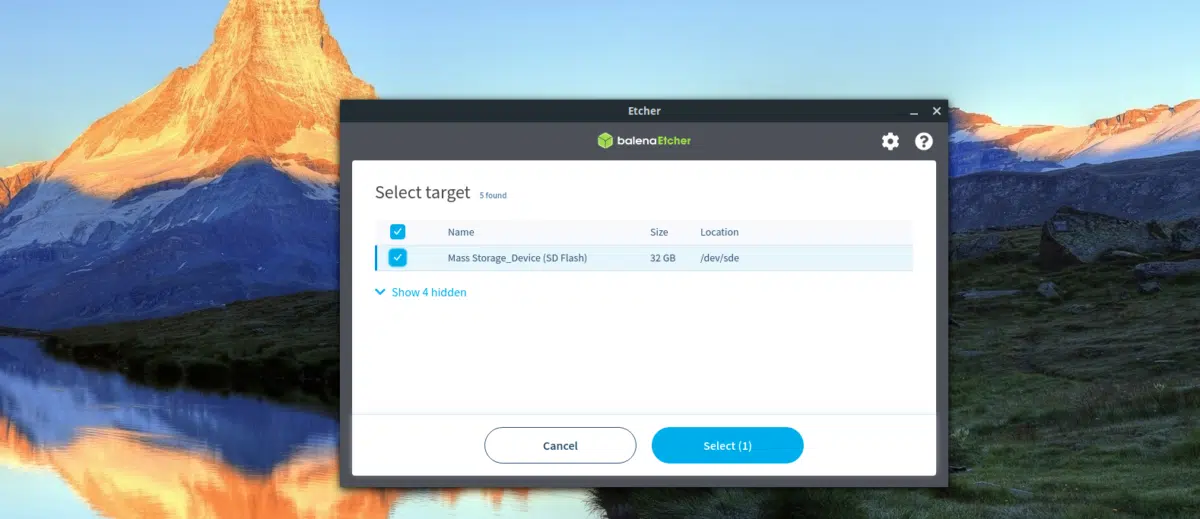 Etcher
balenaEtcher
Select target 5 found
Name Size Location
Mass Storage_Device (SD Flash) 32 GB /dev/sde
Show 4 hidden
Cancel Select (1)